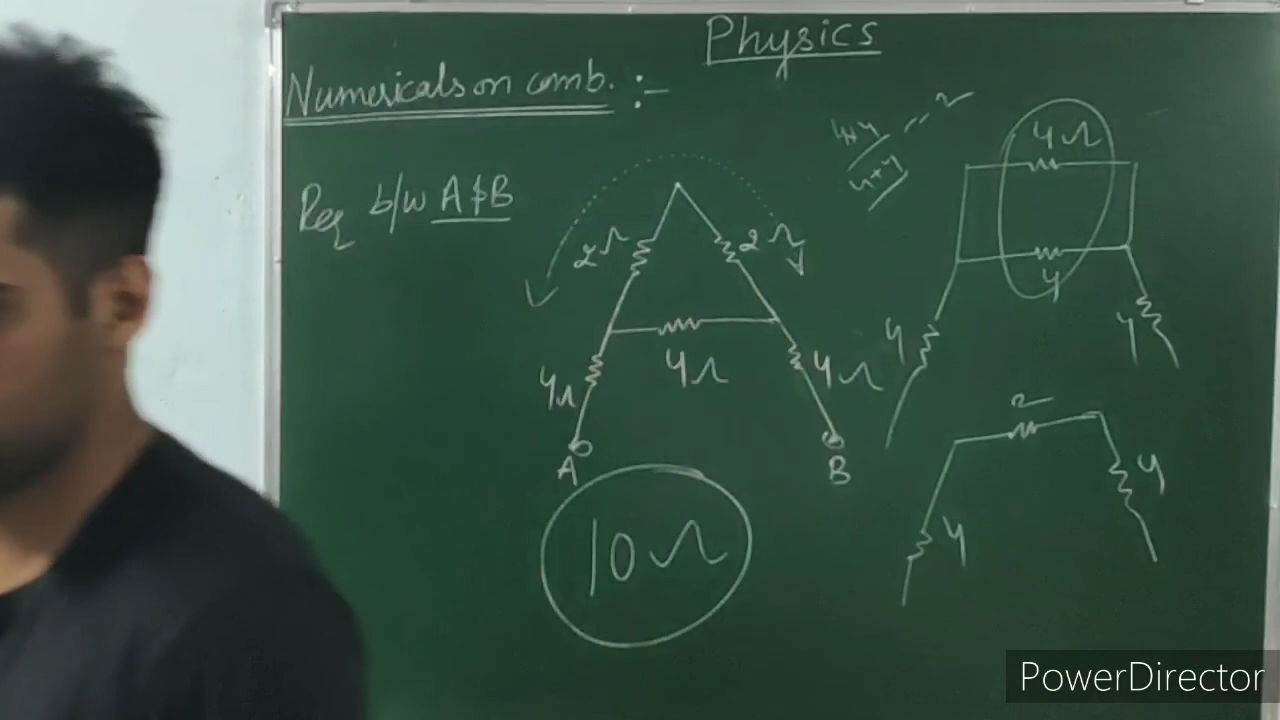 Physics
Numericals on comb. :-
Req b/w A & B
2Ω 2Ω
4Ω
4Ω 4Ω
A B
10Ω
4×4
4+4
2
4Ω
4
4 4
2
4 4
PowerDirector